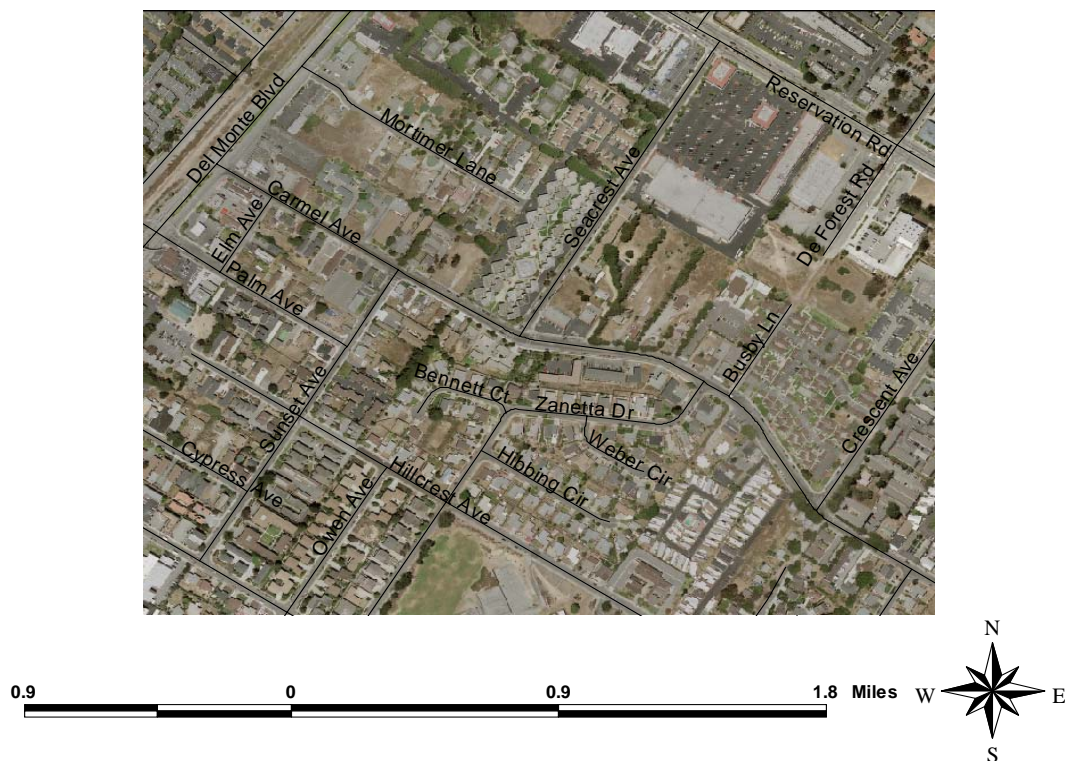 Reservation Rd
Del Monte Blvd
Mortimer Lane
Seacrest Ave
De Forest Rd
Carmel Ave
Elm Ave
Palm Ave
Busby Ln
Crescent Ave
Bennett Ct
Zanetta Dr
Sunset Ave
Weber Cir
Hibbing Cir
Hillcrest Ave
Cypress Ave
Owen Ave
0.9 0 0.9 1.8 Miles
N
W E
S